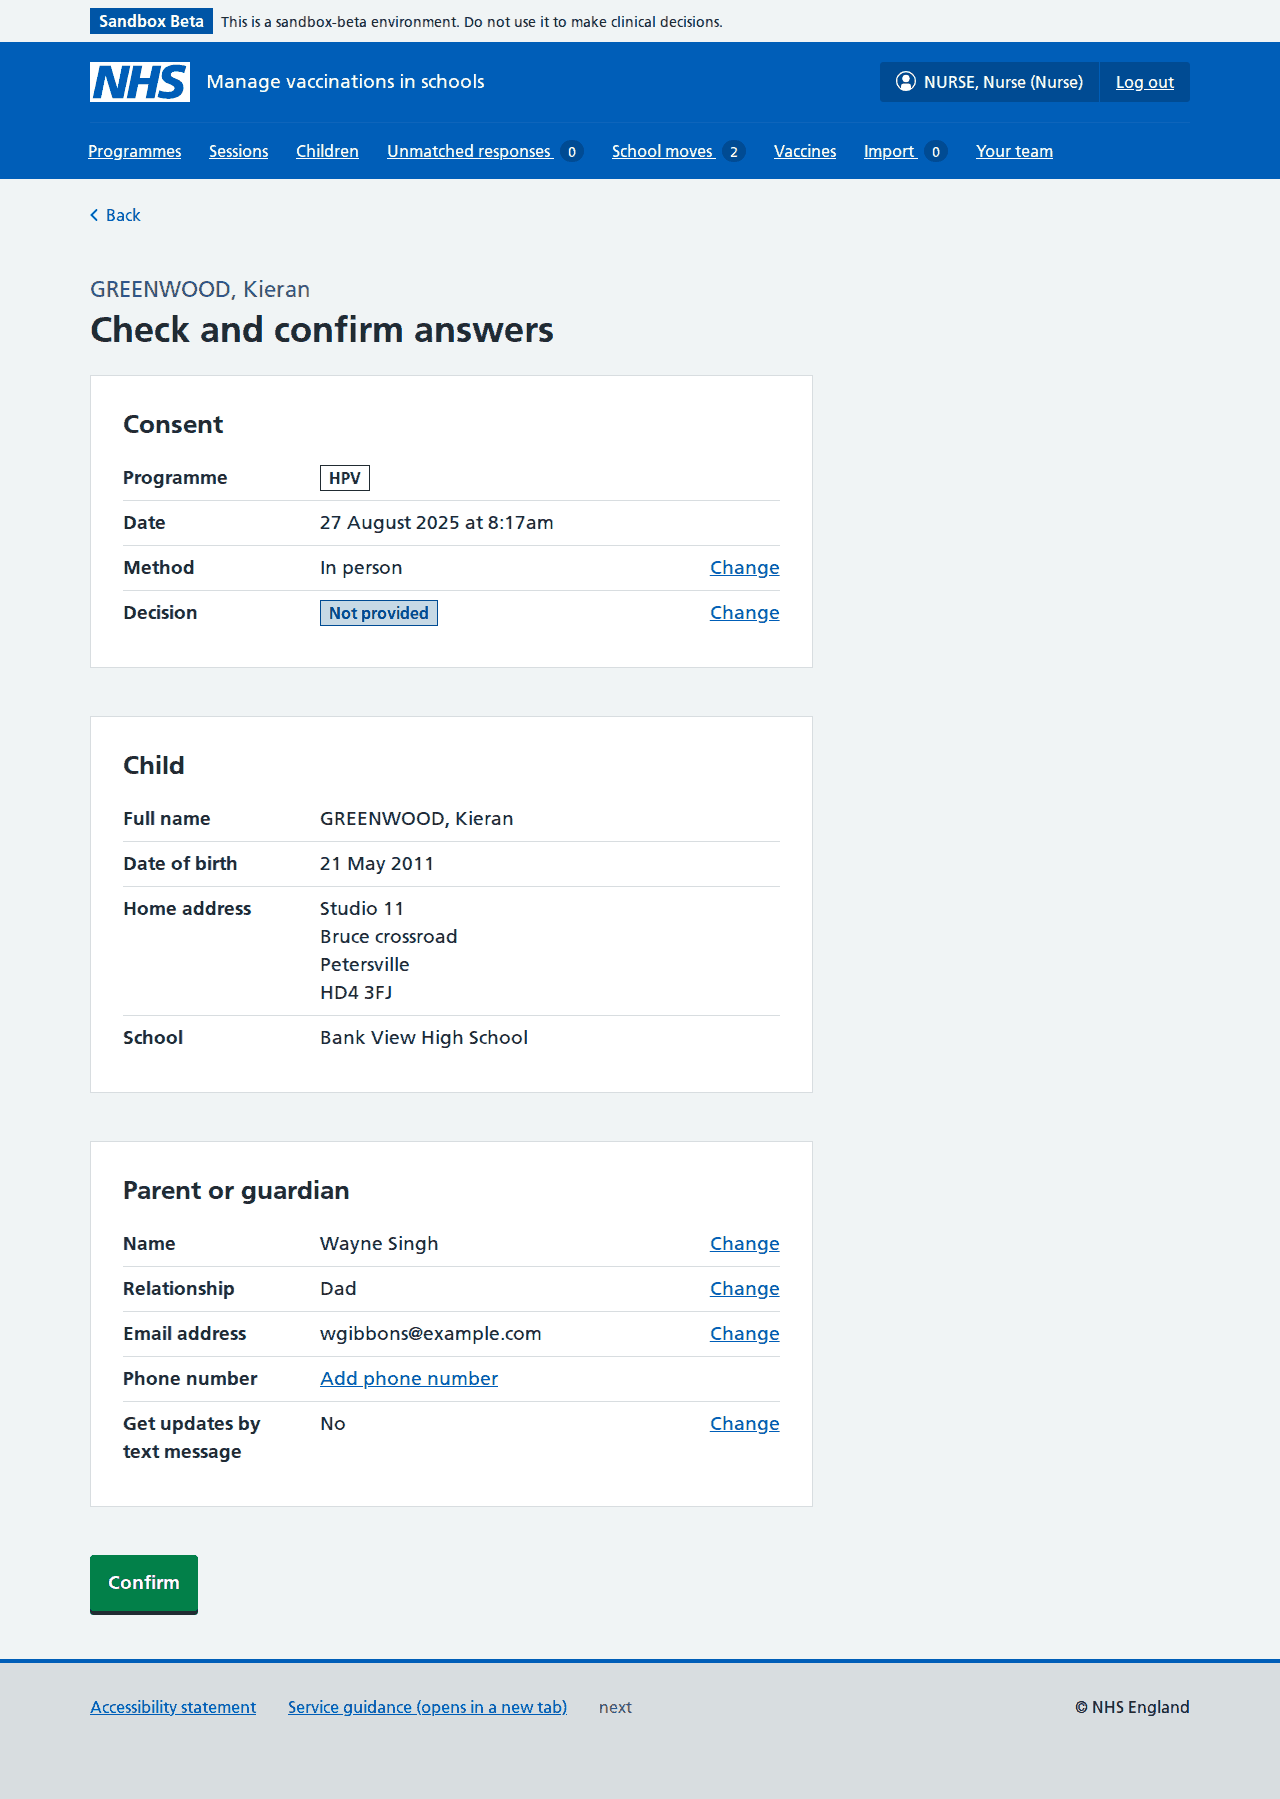 Sandbox Beta This is a sandbox-beta environment. Do not use it to make clinical decisions.
NHS Manage vaccinations in schools NURSE, Nurse (Nurse) Log out
Programmes Sessions Children Unmatched responses 0 School moves 2 Vaccines Import 0 Your team
Back
GREENWOOD, Kieran
Check and confirm answers
Consent
Programme HPV
Date 27 August 2025 at 8:17am
Method In person Change
Decision Not provided Change
Child
Full name GREENWOOD, Kieran
Date of birth 21 May 2011
Home address Studio 11
Bruce crossroad
Petersville
HD4 3FJ
School Bank View High School
Parent or guardian
Name Wayne Singh Change
Relationship Dad Change
Email address wgibbons@example.com Change
Phone number Add phone number
Get updates by No Change
text message
Confirm
Accessibility statement Service guidance (opens in a new tab) next © NHS England